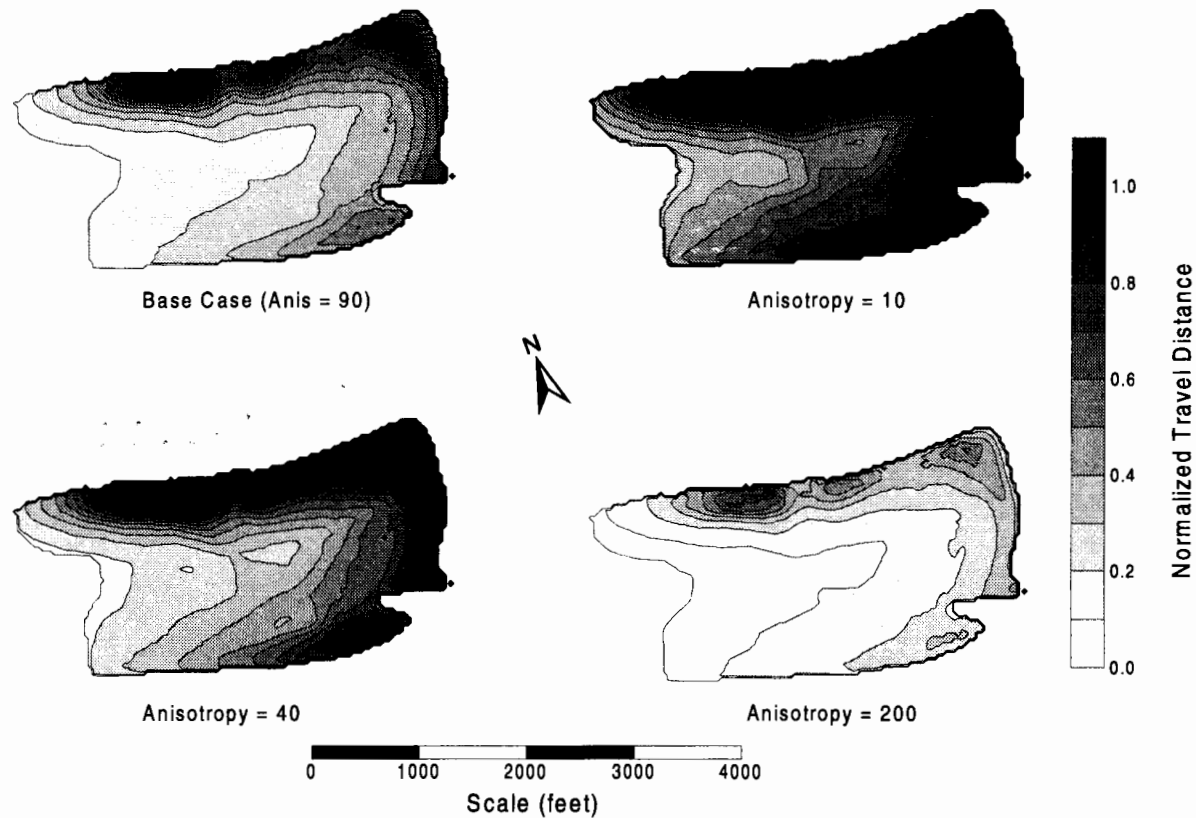 Base Case (Anis = 90)
Anisotropy = 10
N
1.0
0.8
0.6
0.4
0.2
0.0
Normalized Travel Distance
Anisotropy = 40
Anisotropy = 200
0 1000 2000 3000 4000
Scale (feet)